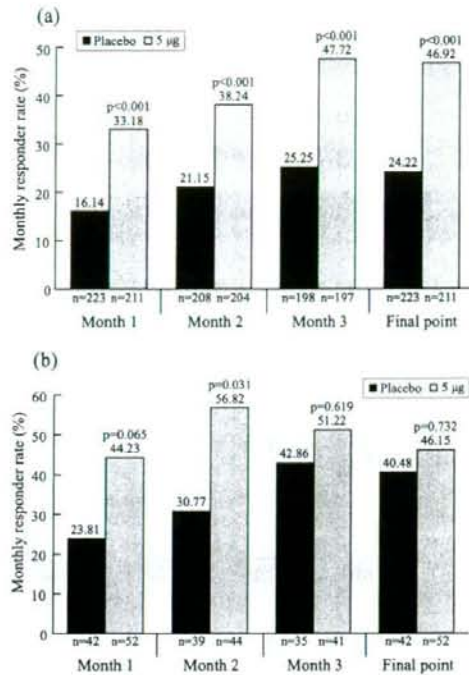 (a)
Placebo 5 μg
Monthly responder rate (%)
50
40
30
20
10
0
16.14
p<0.001
33.18
21.15
p<0.001
38.24
25.25
p<0.001
47.72
24.22
p<0.001
46.92
n=223 n=211 n=208 n=204 n=198 n=197 n=223 n=211
Month 1 Month 2 Month 3 Final point
(b)
Placebo 5 μg
Monthly responder rate (%)
60
50
40
30
20
10
0
23.81
p=0.065
44.23
30.77
p=0.031
56.82
42.86
p=0.619
51.22
40.48
p=0.732
46.15
n=42 n=52 n=39 n=44 n=35 n=41 n=42 n=52
Month 1 Month 2 Month 3 Final point